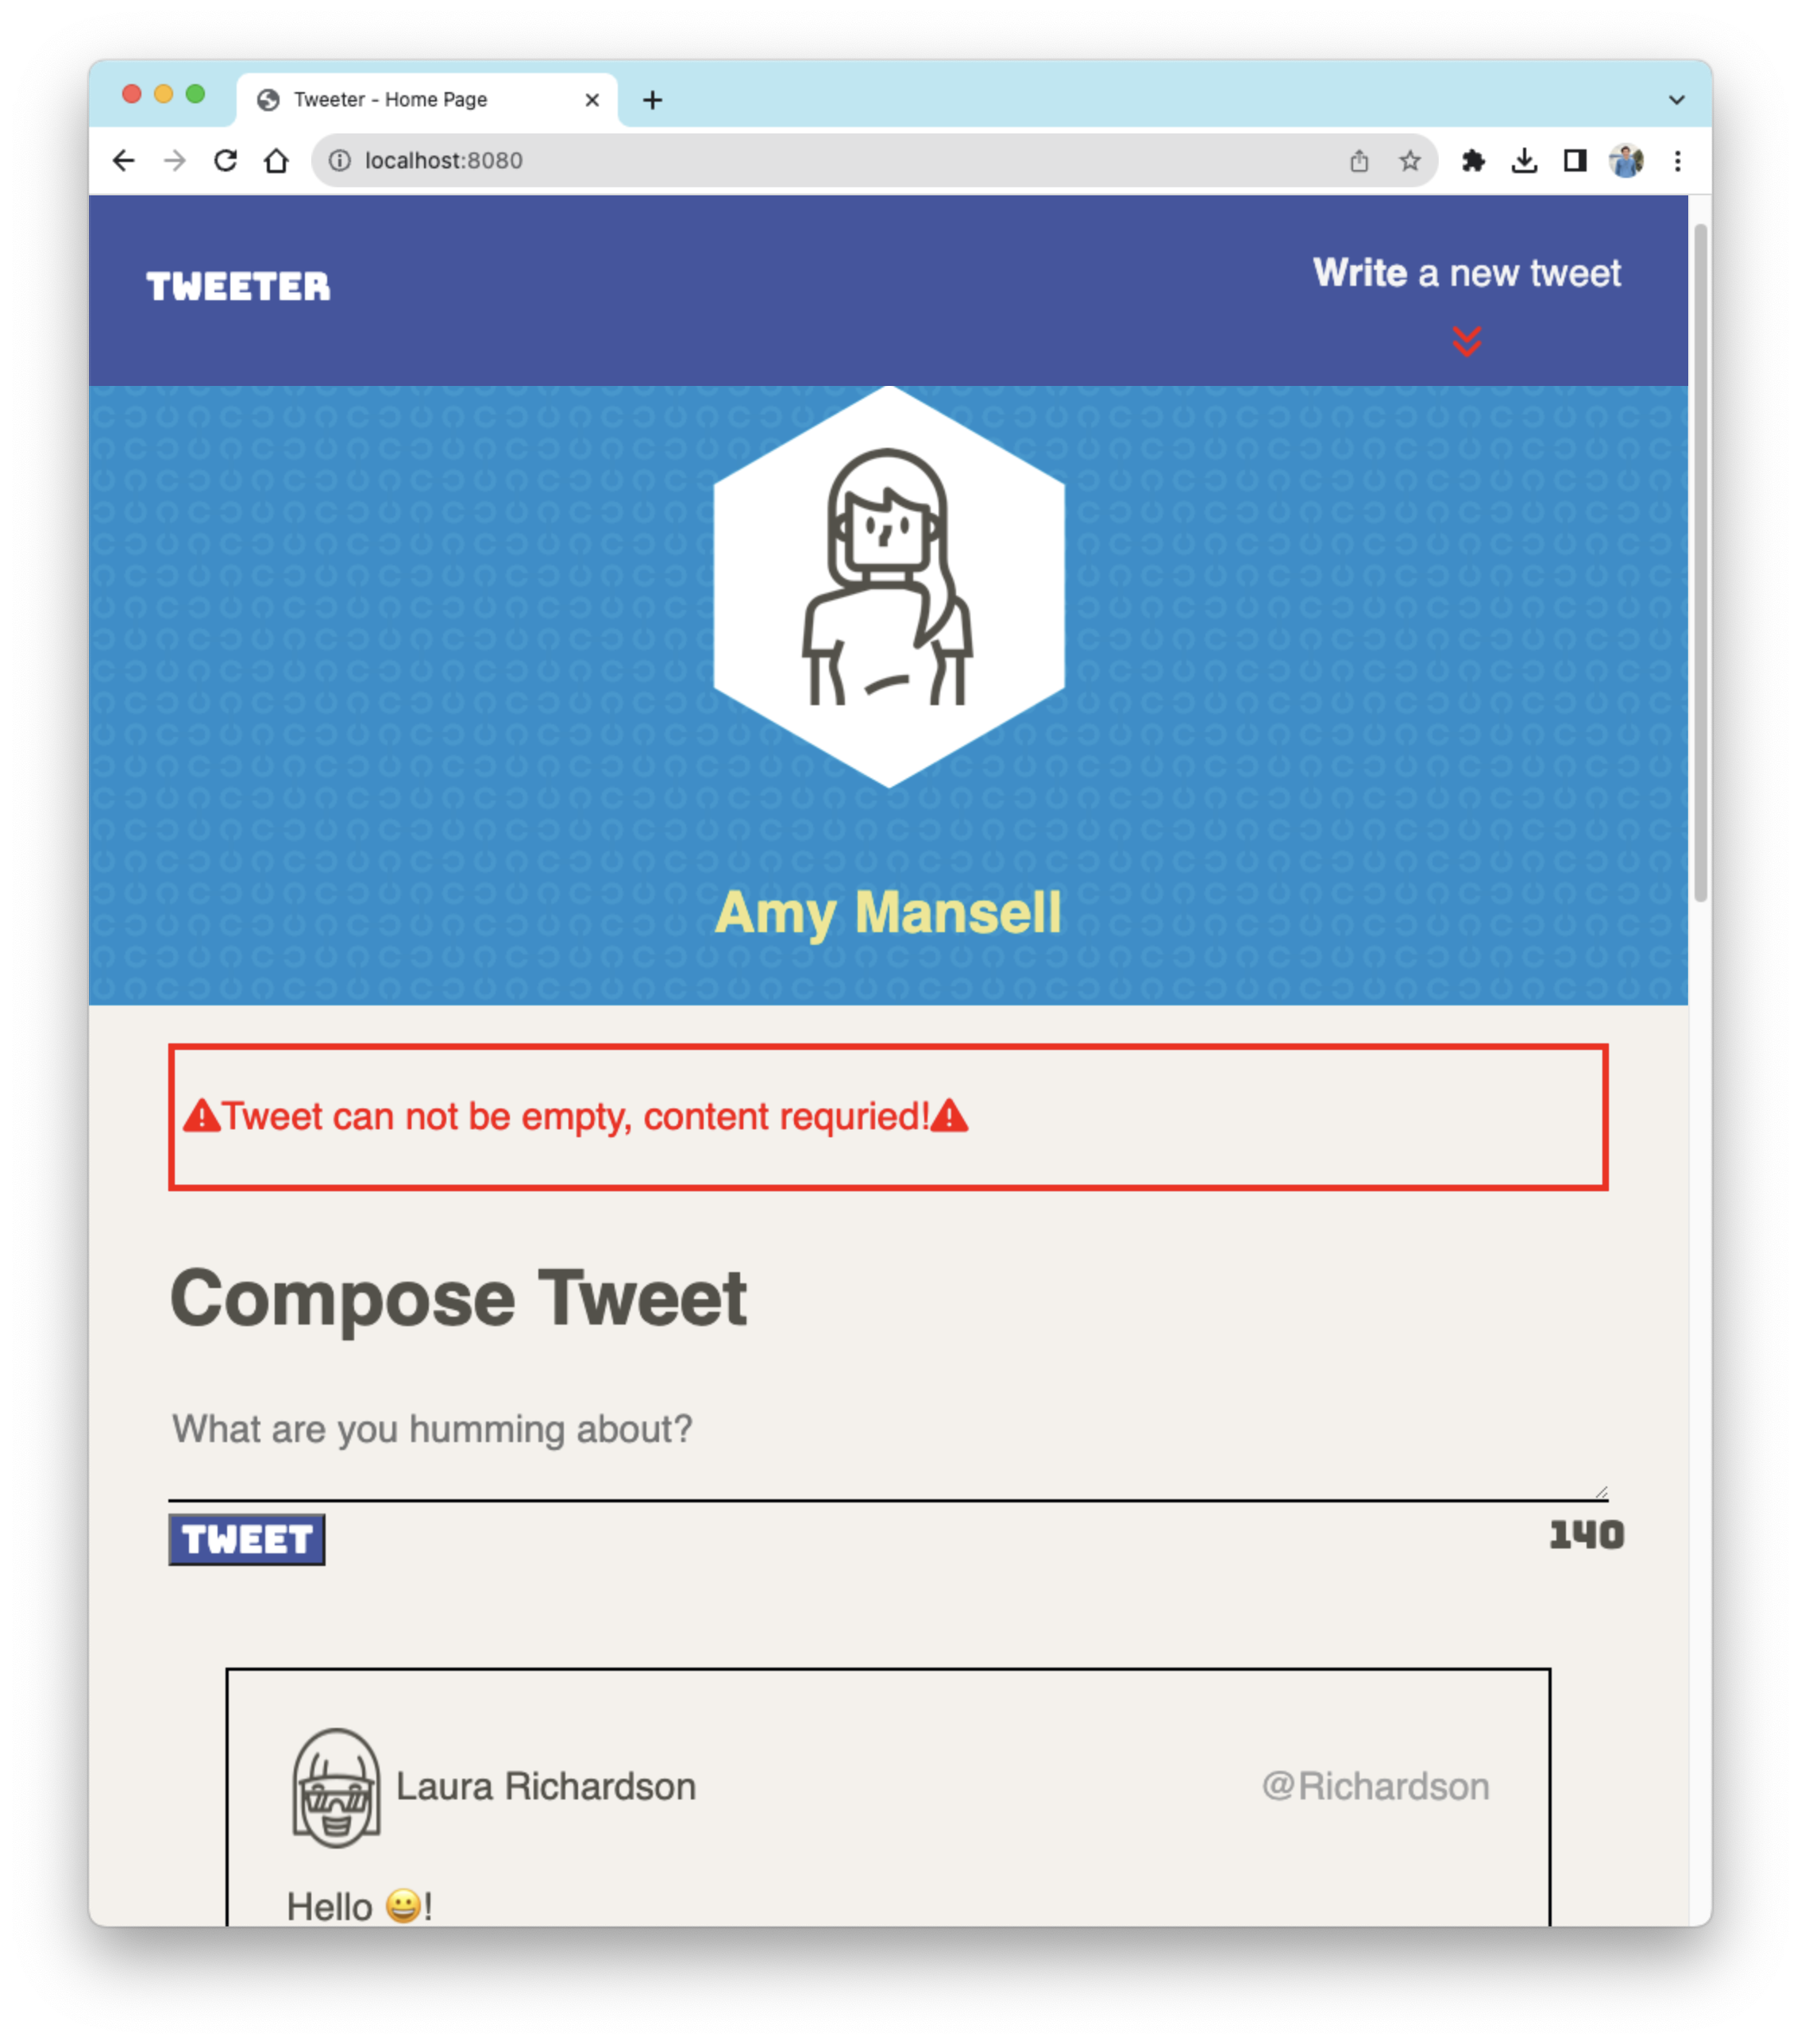 Tweeter - Home Page
localhost:8080
TWEETER
Write a new tweet
Amy Mansell
Tweet can not be empty, content requried!
Compose Tweet
What are you humming about?
TWEET
140
Laura Richardson
@Richardson
Hello 😀!